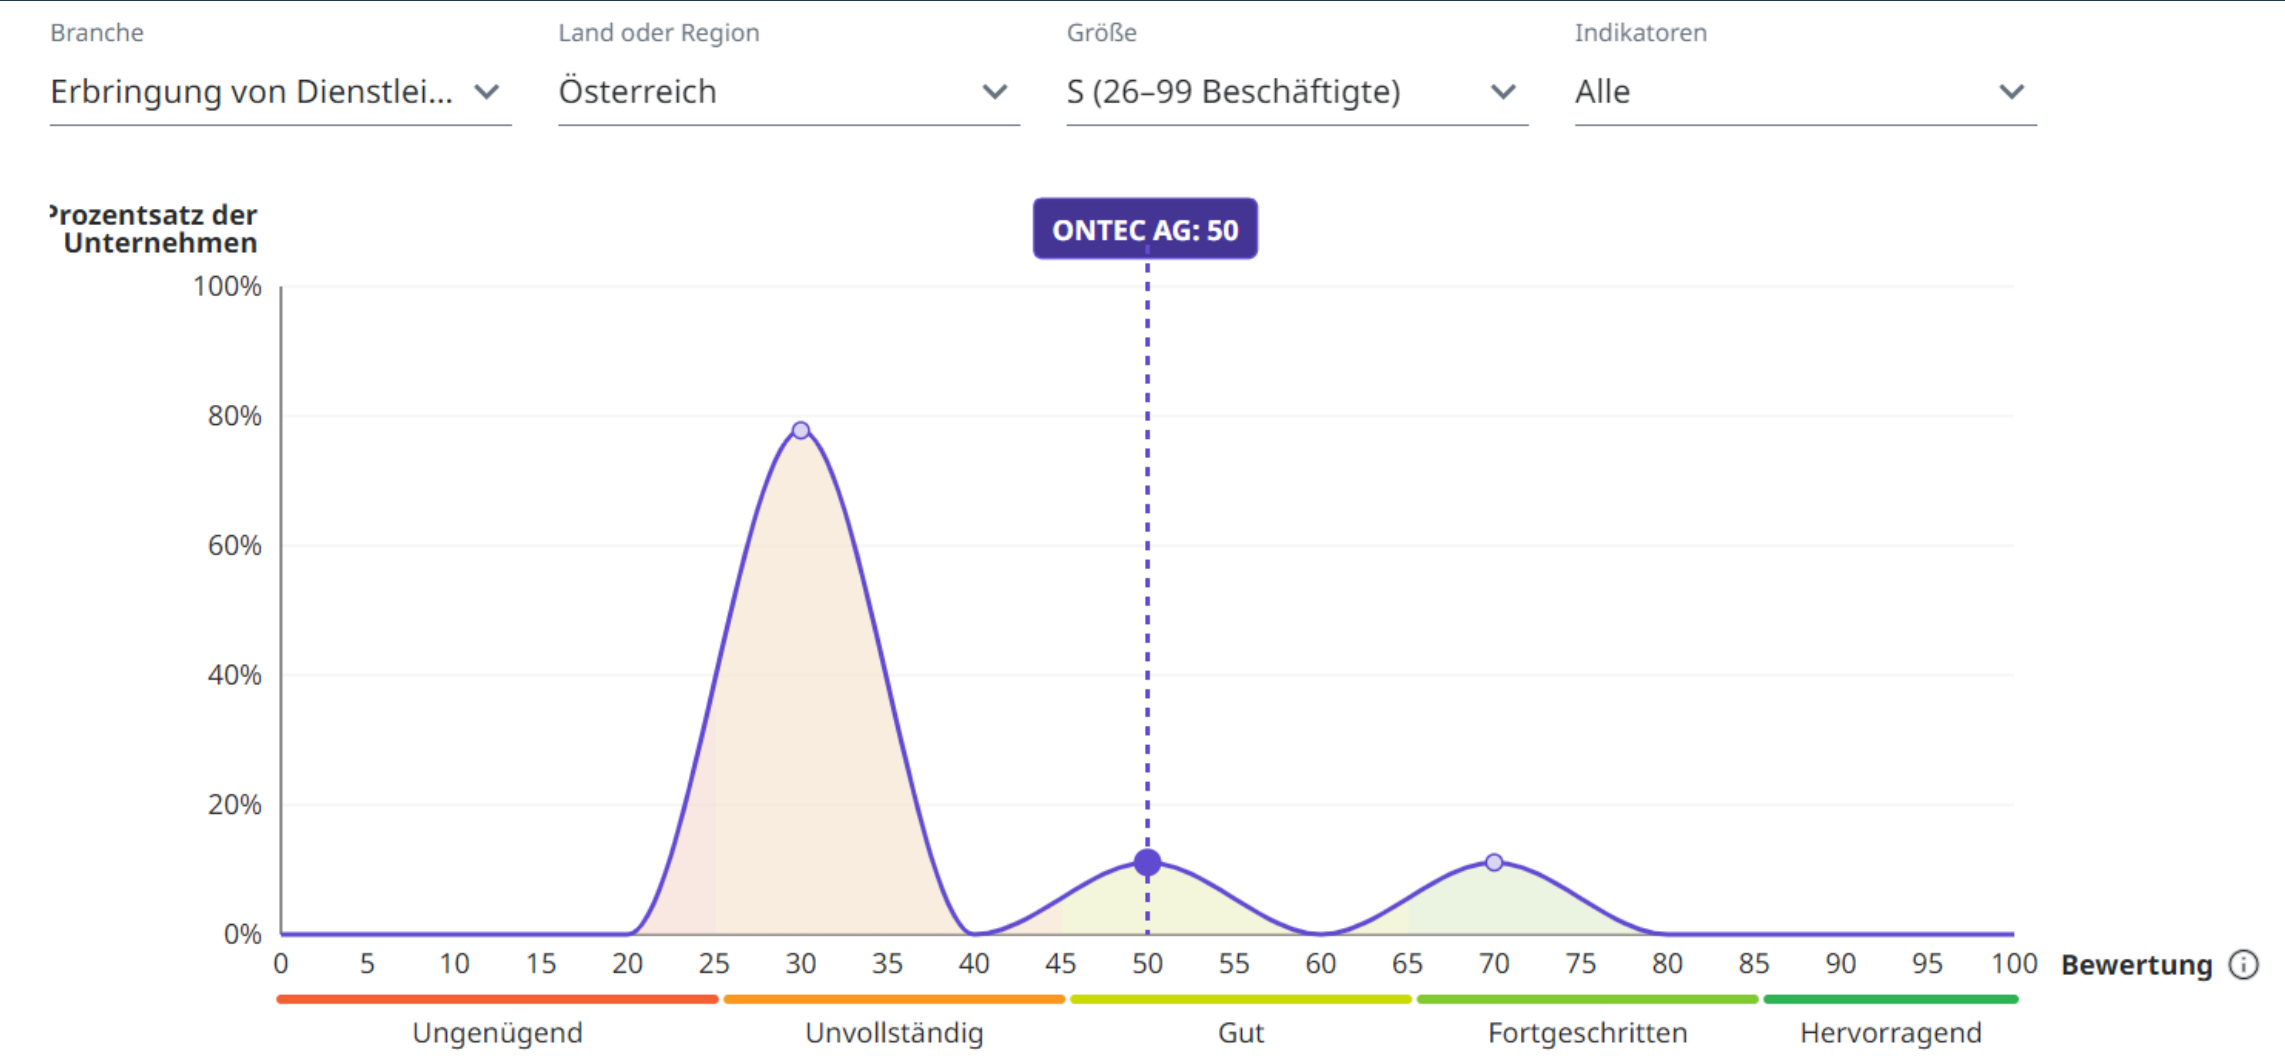 Branche
Land oder Region
Größe
Indikatoren
Erbringung von Dienstlei...
Österreich
S (26–99 Beschäftigte)
Alle
Prozentsatz der
Unternehmen
ONTEC AG: 50
100%
80%
60%
40%
20%
0%
0 5 10 15 20 25 30 35 40 45 50 55 60 65 70 75 80 85 90 95 100
Bewertung
Ungenügend
Unvollständig
Gut
Fortgeschritten
Hervorragend